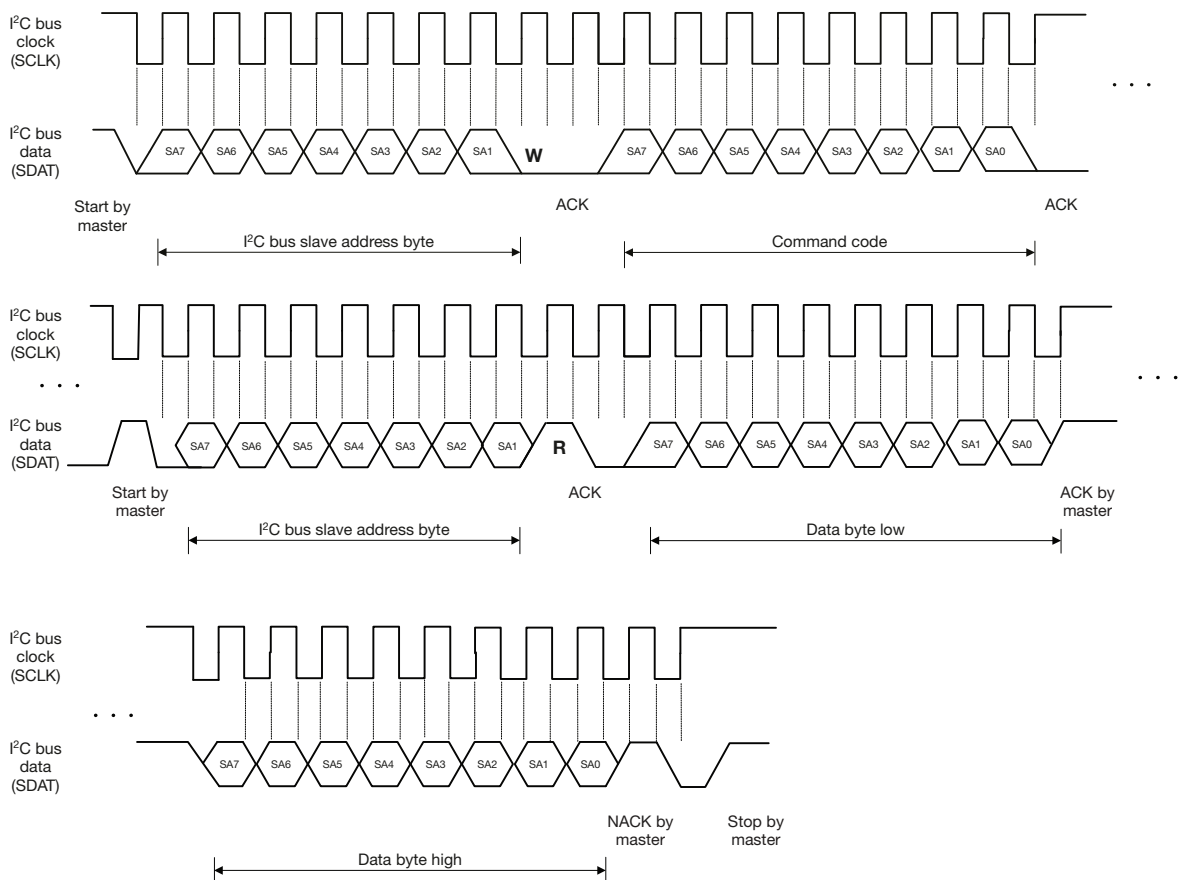 I²C bus
clock
(SCLK)
. . .
I²C bus
data
(SDAT)
SA7 SA6 SA5 SA4 SA3 SA2 SA1 W SA7 SA6 SA5 SA4 SA3 SA2 SA1 SA0
Start by
master
ACK
ACK
I²C bus slave address byte
Command code
I²C bus
clock
(SCLK)
. . .
. . .
I²C bus
data
(SDAT)
SA7 SA6 SA5 SA4 SA3 SA2 SA1 R SA7 SA6 SA5 SA4 SA3 SA2 SA1 SA0
Start by
master
ACK
ACK by
master
I²C bus slave address byte
Data byte low
I²C bus
clock
(SCLK)
. . .
I²C bus
data
(SDAT)
SA7 SA6 SA5 SA4 SA3 SA2 SA1 SA0
NACK by
master
Stop by
master
Data byte high